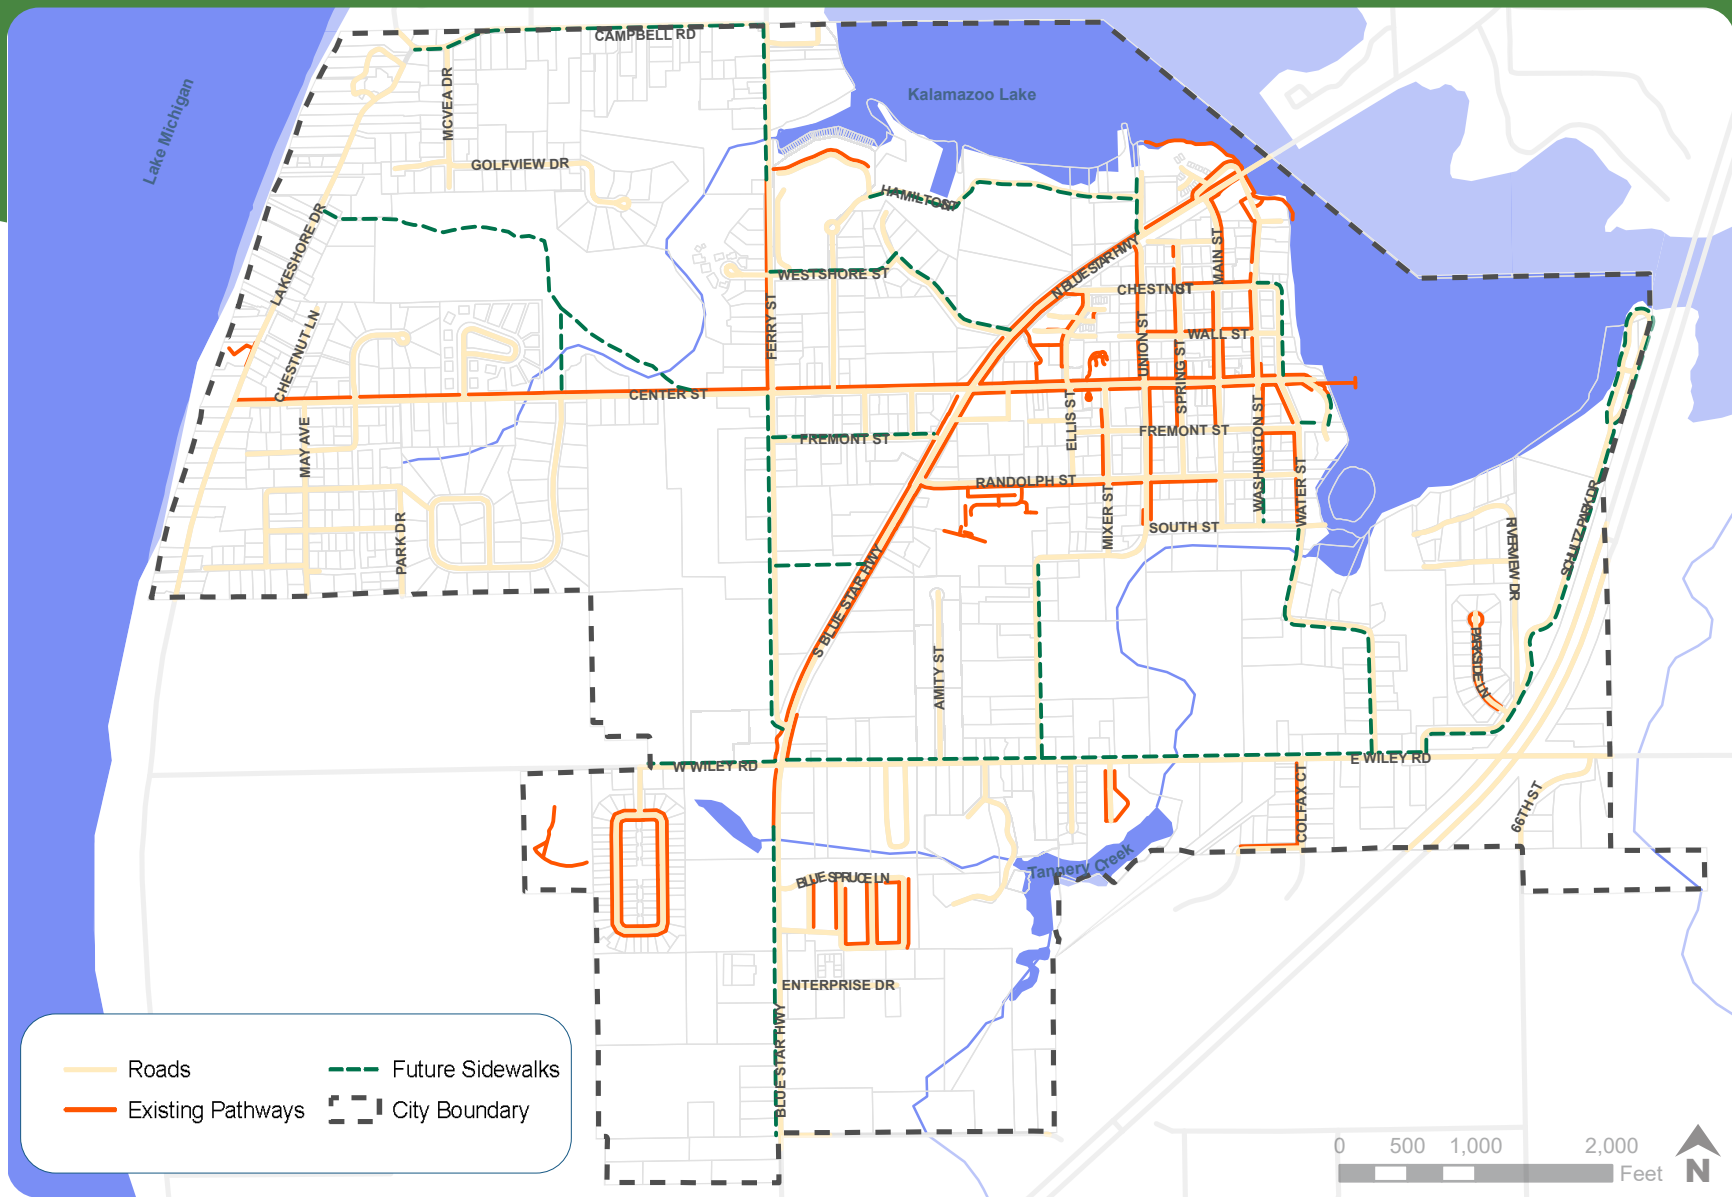 CAMPBELL RD
Kalamazoo Lake
Lake Michigan
MCVEA DR
GOLFVIEW DR
HAMILTON
LAKESHORE DR
WESTSHORE ST
N BLUE STAR HWY
MAIN ST
CHESTNUT ST
CHESTNUT LN
FERRY ST
UNION ST
WALL ST
SPRING ST
CENTER ST
ELLIS ST
WASHINGTON ST
MAY AVE
FREMONT ST
FREMONT ST
RANDOLPH ST
WATER ST
MIXER ST
SOUTH ST
SCHULTZ PARK DR
RIVERVIEW DR
PARK DR
S BLUE STAR HWY
AMITY ST
PARKSIDE LN
W WILEY RD
E WILEY RD
COLFAX CT
66TH ST
Tannery Creek
BLUE SPRUCE LN
ENTERPRISE DR
BLUE STAR HWY
Roads
Future Sidewalks
Existing Pathways
City Boundary
0 500 1,000 2,000
Feet
N